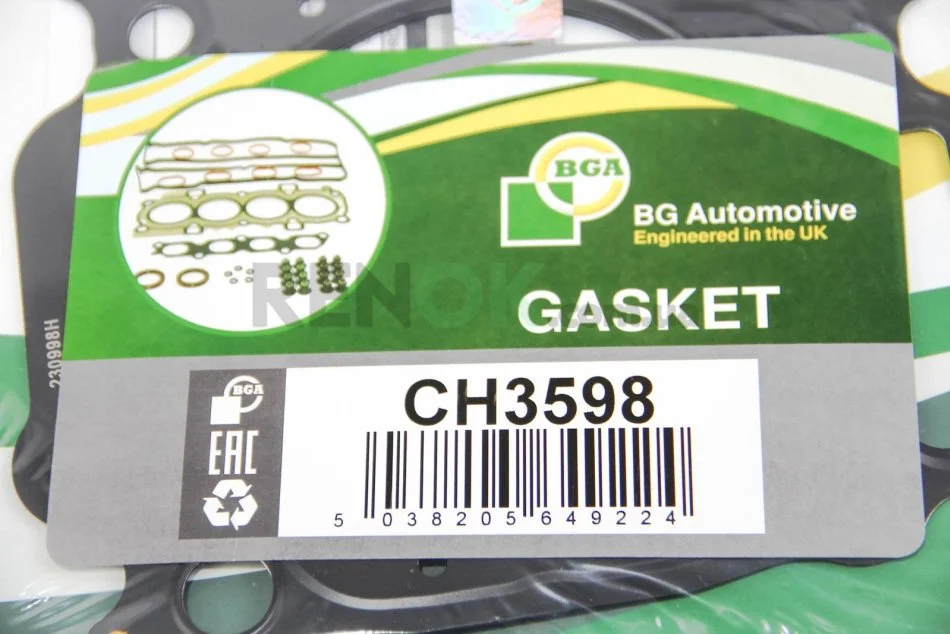 BGA
BG Automotive
Engineered in the UK
GASKET
230998H
BGA
EAC
CH3598
5 038205 649224